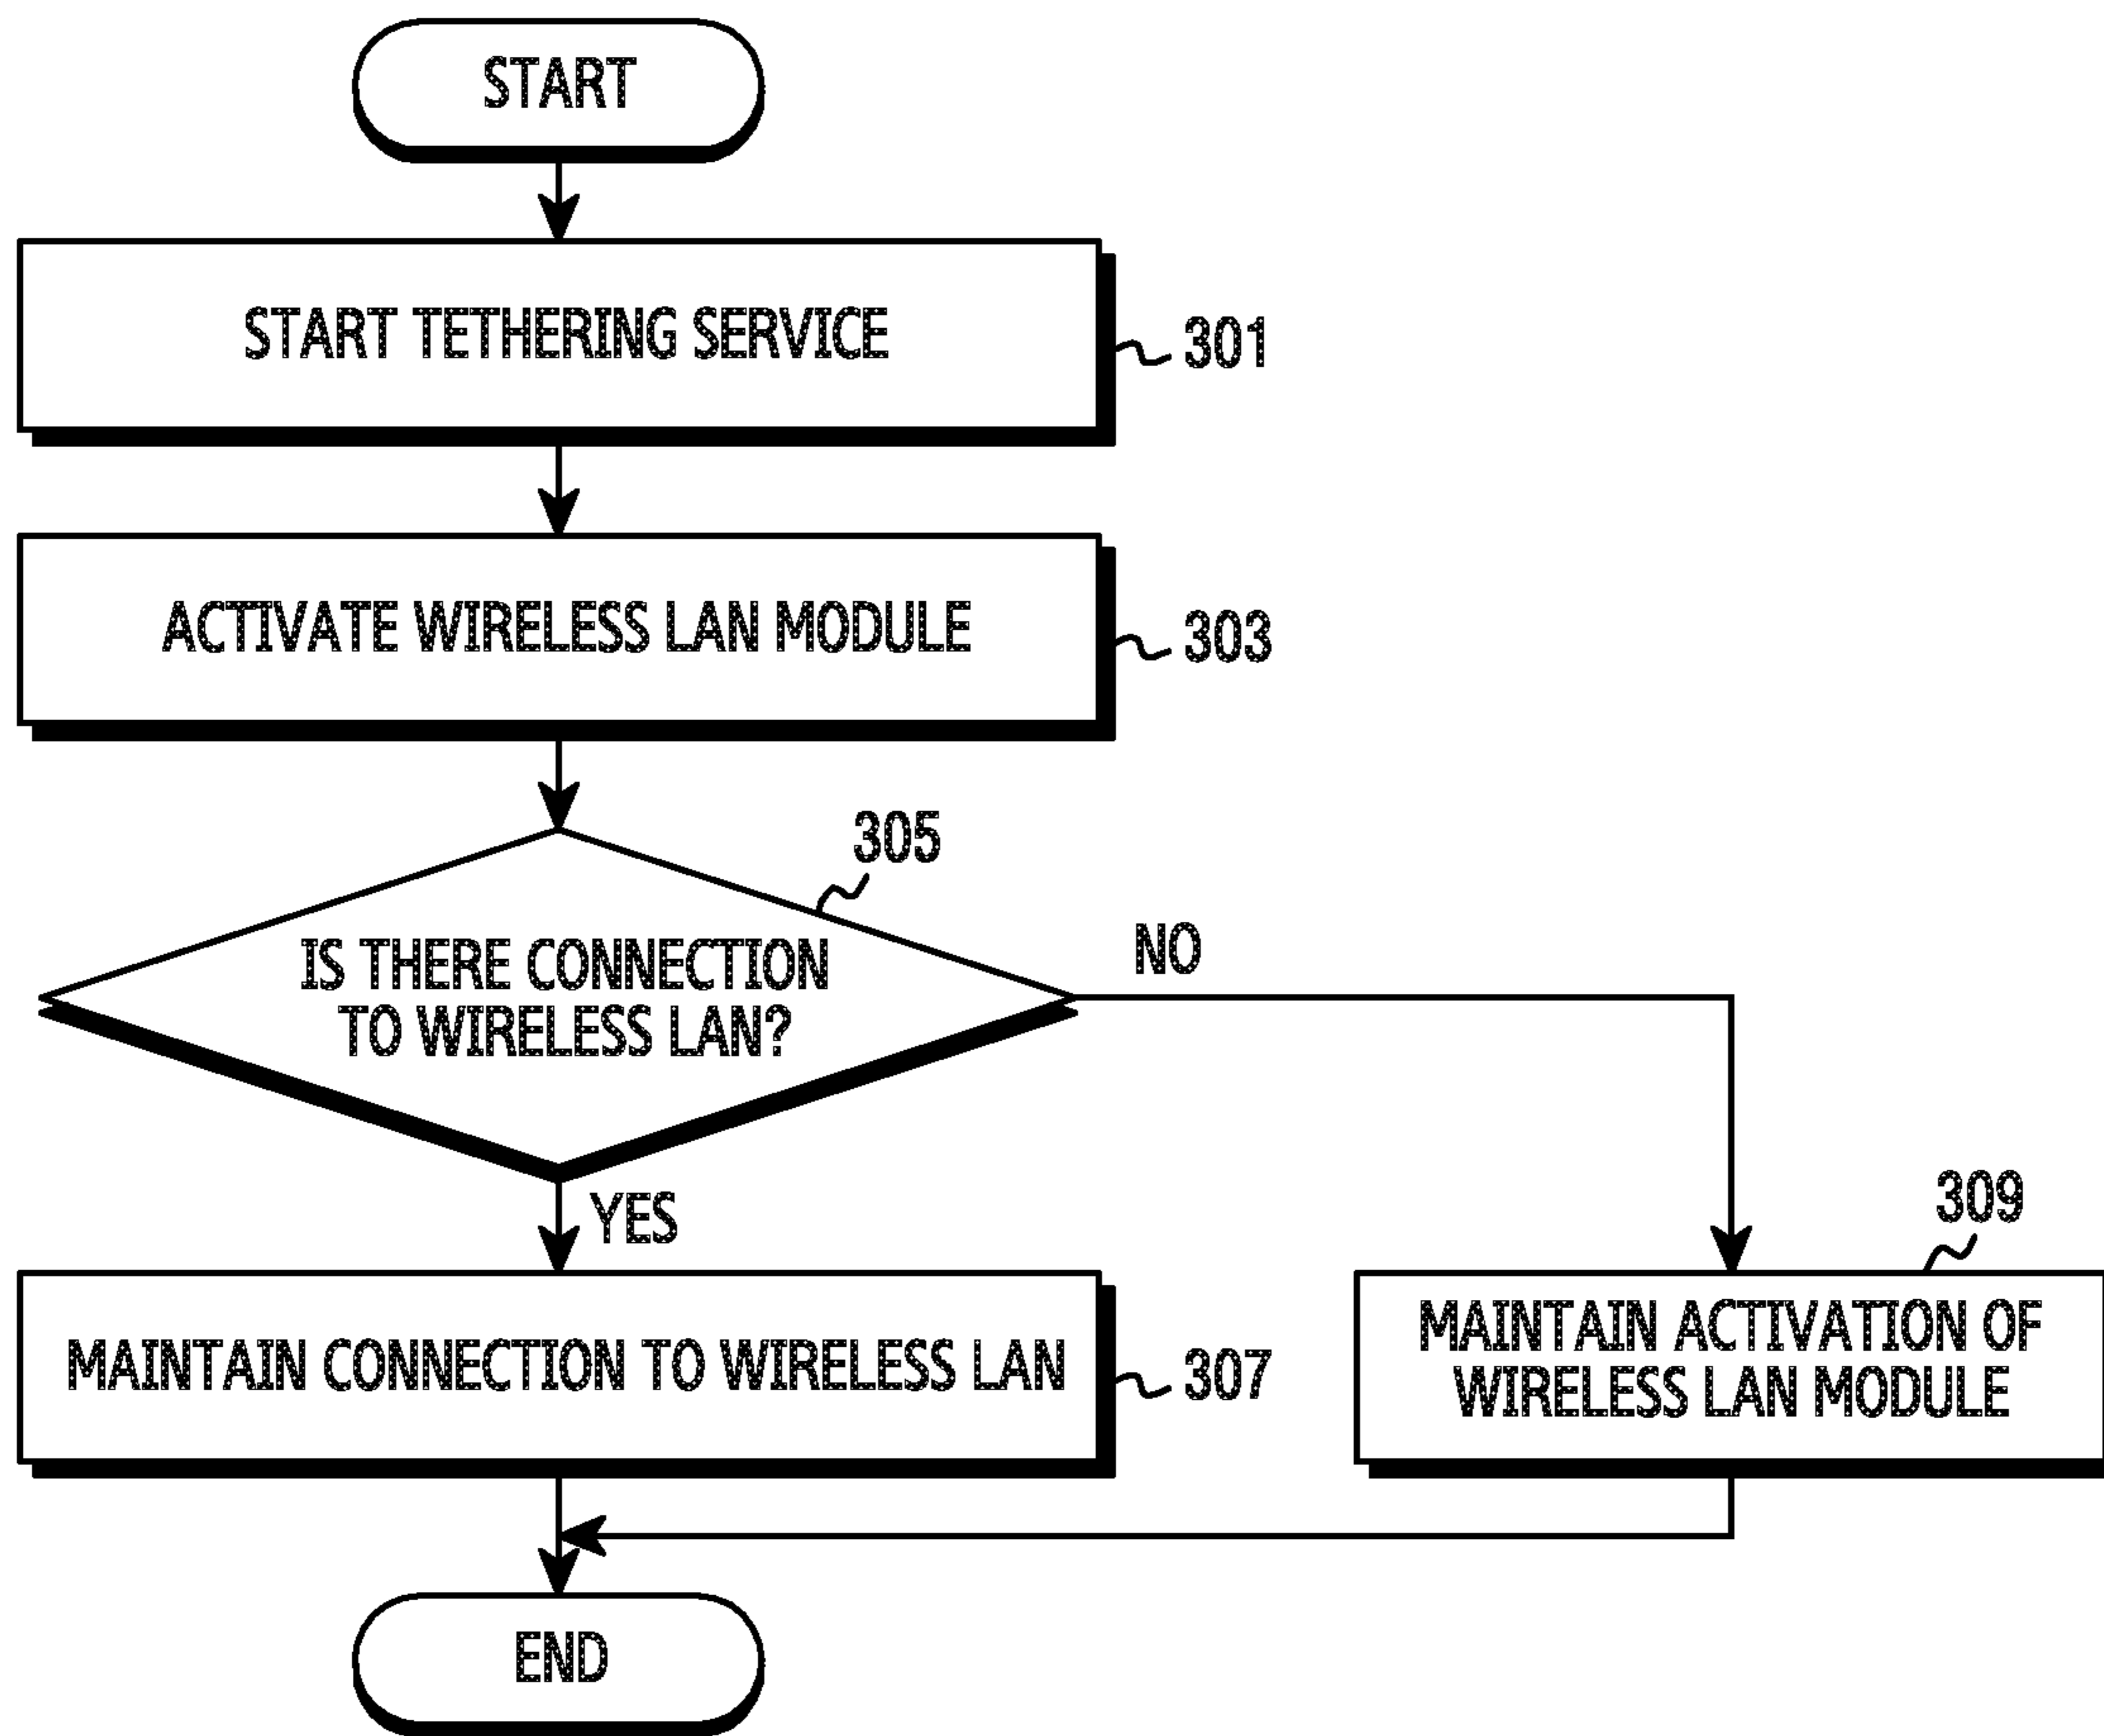 START
START TETHERING SERVICE
301
ACTIVATE WIRELESS LAN MODULE
303
305
IS THERE CONNECTION
TO WIRELESS LAN?
NO
YES
309
MAINTAIN CONNECTION TO WIRELESS LAN
307
MAINTAIN ACTIVATION OF
WIRELESS LAN MODULE
END